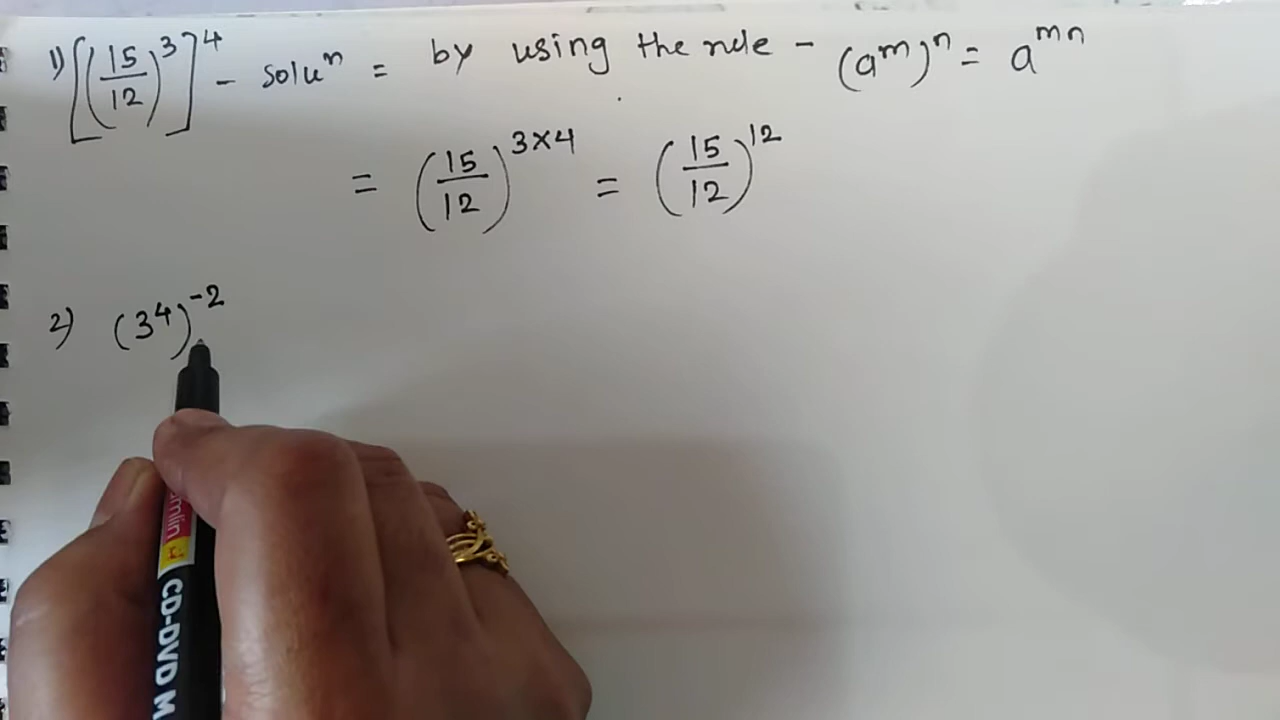 1) [(15/12)^3]^4 - solu^n = by using the rule - (a^m)^n = a^mn
= (15/12)^3×4 = (15/12)^12
2) (3^4)^-2
mlin
CD-DVD M